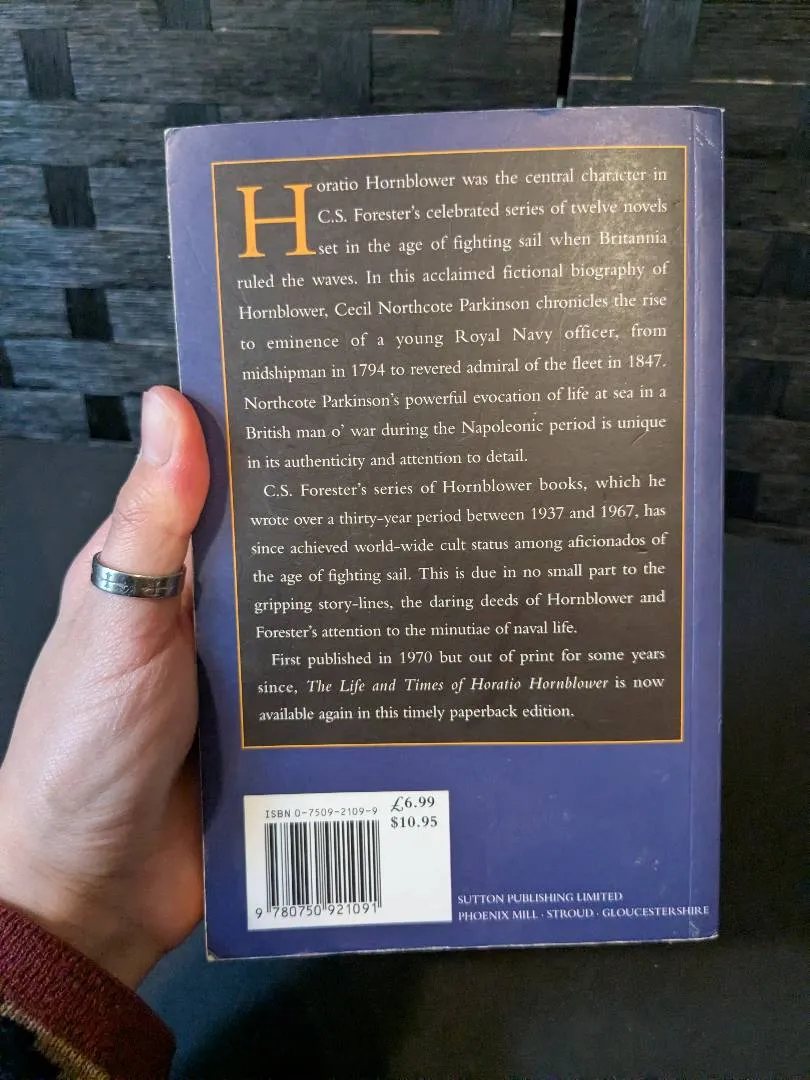 Horatio Hornblower was the central character in
C.S. Forester's celebrated series of twelve novels
set in the age of fighting sail when Britannia
ruled the waves. In this acclaimed fictional biography of
Hornblower, Cecil Northcote Parkinson chronicles the rise
to eminence of a young Royal Navy officer, from
midshipman in 1794 to revered admiral of the fleet in 1847.
Northcote Parkinson's powerful evocation of life at sea in a
British man o' war during the Napoleonic period is unique
in its authenticity and attention to detail.
C.S. Forester's series of Hornblower books, which he
wrote over a thirty-year period between 1937 and 1967, has
since achieved world-wide cult status among aficionados of
the age of fighting sail. This is due in no small part to the
gripping story-lines, the daring deeds of Hornblower and
Forester's attention to the minutiae of naval life.
First published in 1970 but out of print for some years
since, The Life and Times of Horatio Hornblower is now
available again in this timely paperback edition.
ISBN 0-7509-2109-9
£6.99
$10.95
9 780750 921091
SUTTON PUBLISHING LIMITED
PHOENIX MILL · STROUD · GLOUCESTERSHIRE